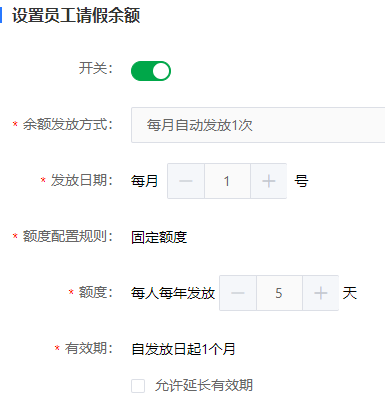 设置员工请假余额
开关：
* 余额发放方式： 每月自动发放1次
* 发放日期： 每月 — 1 + 号
* 额度配置规则： 固定额度
* 额度： 每人每年发放 — 5 + 天
* 有效期： 自发放日起1个月
允许延长有效期